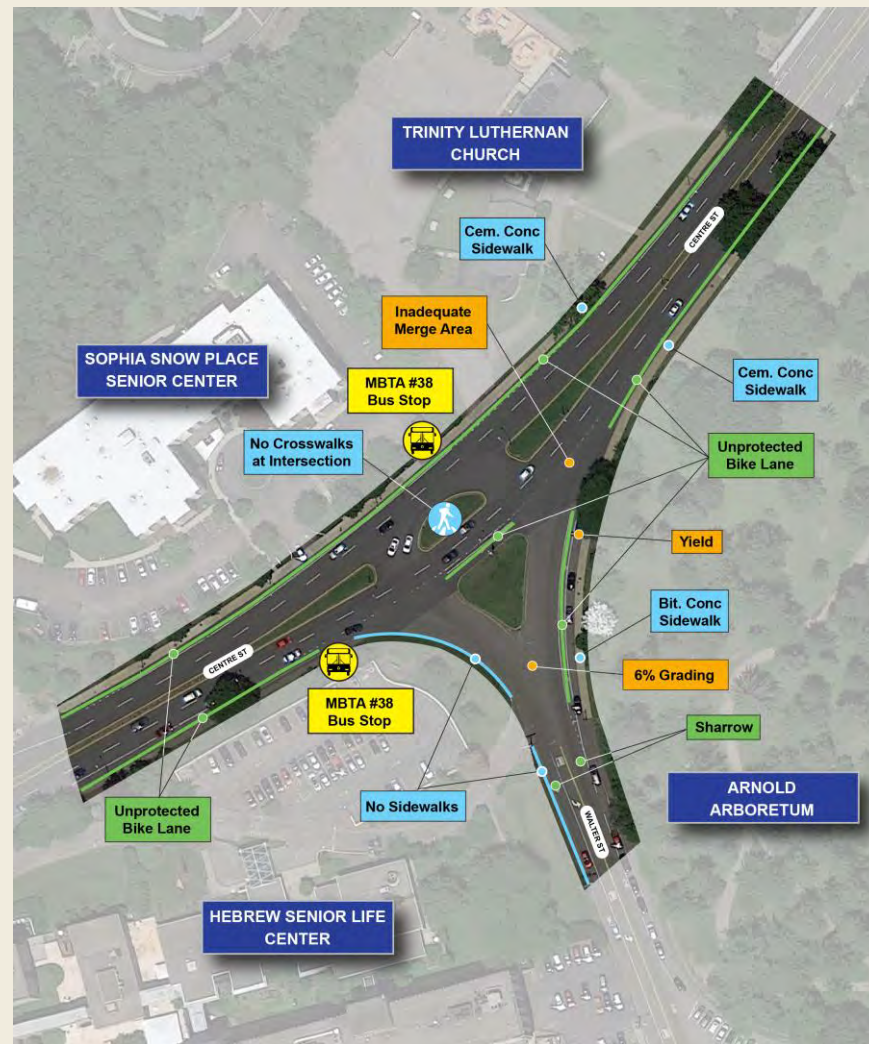 TRINITY LUTHERNAN
CHURCH
CENTRE ST
Cem. Conc
Sidewalk
Inadequate
Merge Area
SOPHIA SNOW PLACE
SENIOR CENTER
MBTA #38
Bus Stop
Cem. Conc
Sidewalk
No Crosswalks
at Intersection
Unprotected
Bike Lane
Yield
Bit. Conc
Sidewalk
CENTRE ST
6% Grading
MBTA #38
Bus Stop
Sharrow
Unprotected
Bike Lane
No Sidewalks
ARNOLD
ARBORETUM
WALTER ST
HEBREW SENIOR LIFE
CENTER